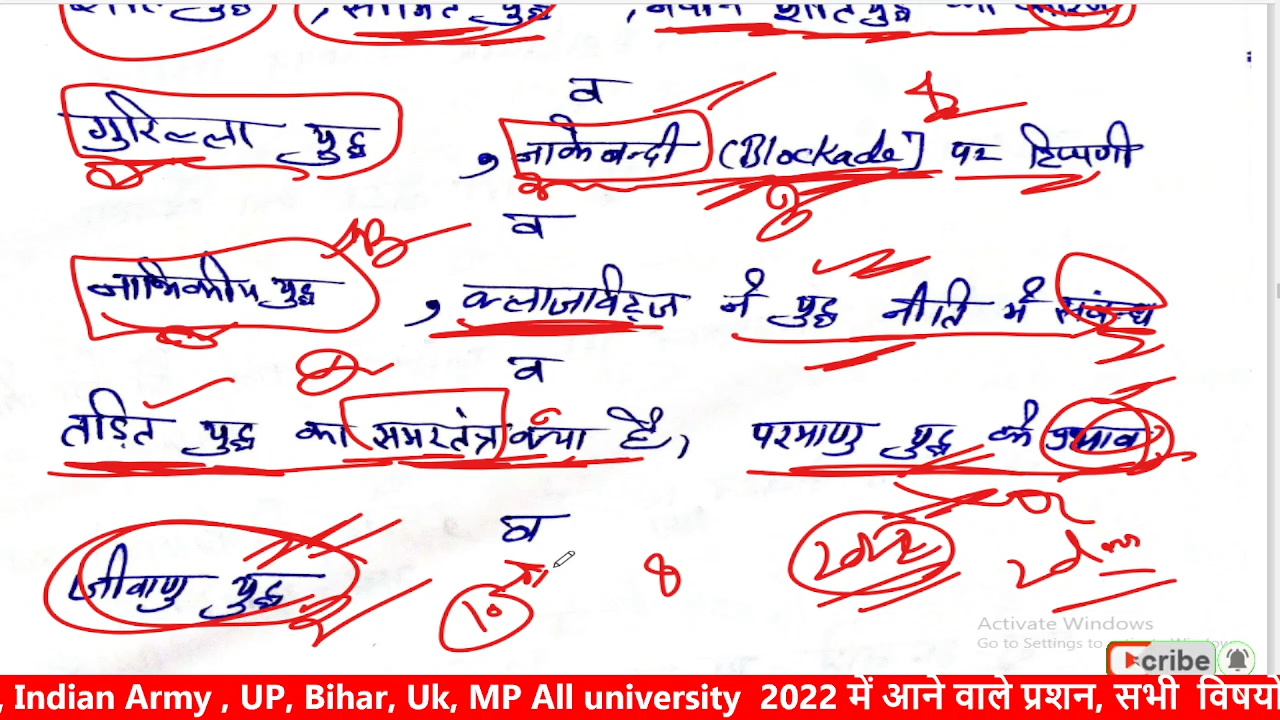 , सीमित युद्ध ,
व
गुरिल्ला युद्ध , नाकेबन्दी (Blockade) पर टिप्पणी
व
नाभिकीय युद्ध , क्लाजविट्ज ने युद्ध नीति में संबन्ध
व
तड़ित युद्ध का समरतंत्र क्या है, परमाणु युद्ध के प्रभाव
व
जीवाणु युद्ध
10 8
Activate Windows
Go to Settings to activate Windows.
cribe
, Indian Army , UP, Bihar, Uk, MP All university 2022 में आने वाले प्रशन, सभी विषयो